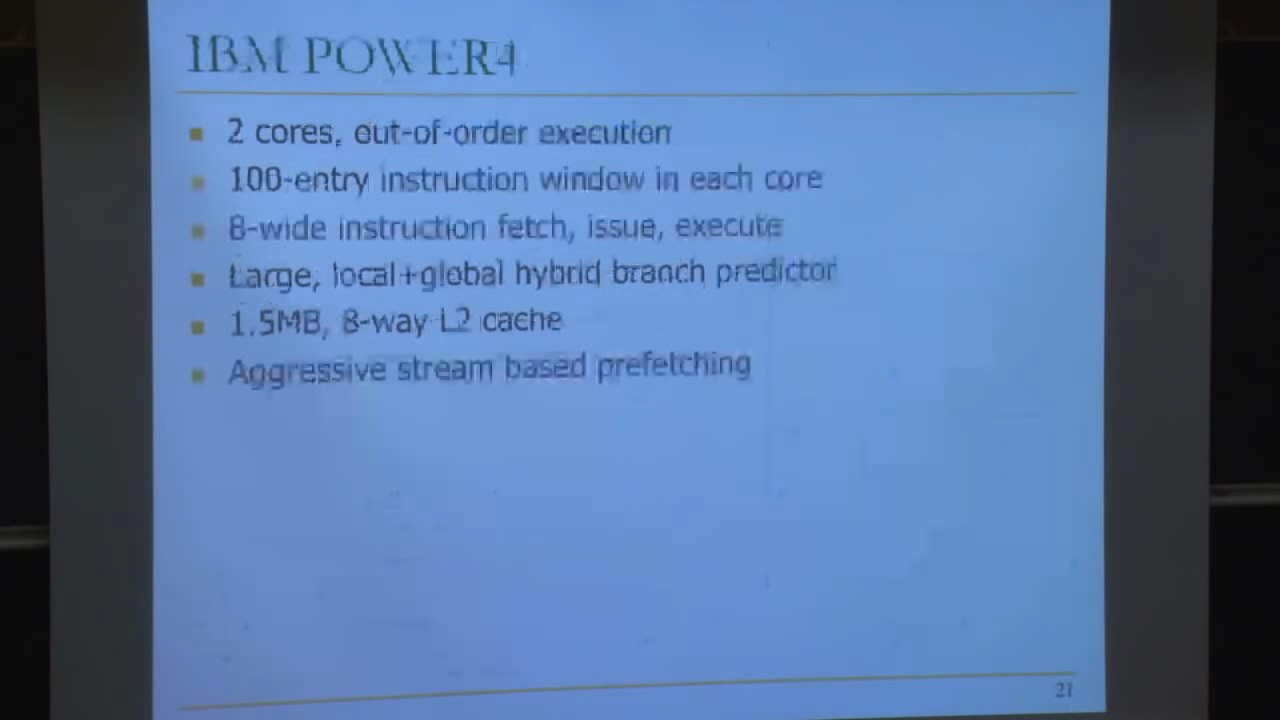 IBM POWER4
2 cores, out-of-order execution
100-entry instruction window in each core
8-wide instruction fetch, issue, execute
Large, local+global hybrid branch predictor
1.5MB, 8-way L2 cache
Aggressive stream based prefetching
21